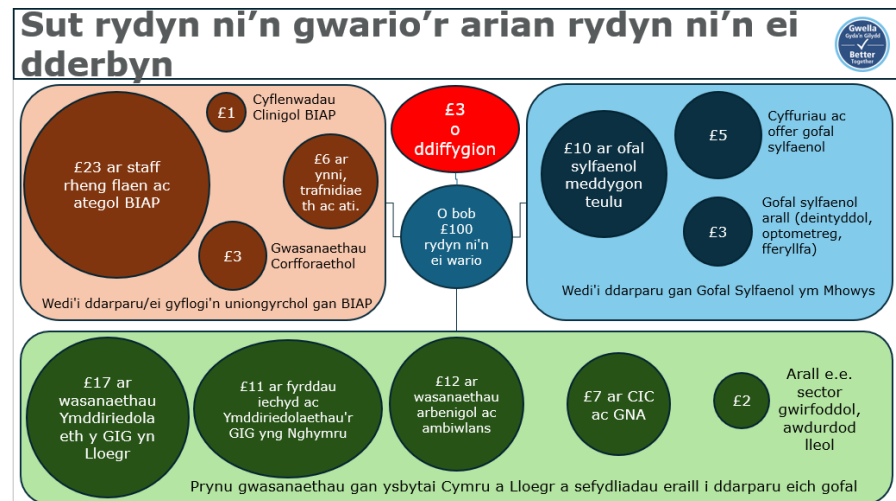 Sut rydyn ni'n gwario'r arian rydyn ni'n ei
dderbyn
Gwella
Gyda'n Gilydd
Better
Together
£23 ar staff
rheng flaen ac
ategol BIAP
£1
Cyflenwadau
Clinigol BIAP
£6 ar
ynni,
trafnidiae
th ac ati.
£3
Gwasanaethau
Corfforaethol
Wedi'i ddarparu/ei gyflogi'n uniongyrchol gan BIAP
£3
o
ddiffygion
O bob
£100
rydyn ni'n
ei wario
£10 ar ofal
sylfaenol
meddygon
teulu
£5
Cyffuriau ac
offer gofal
sylfaenol
£3
Gofal sylfaenol
arall (deintyddol,
optometreg,
fferyllfa)
Wedi'i ddarparu gan Gofal Sylfaenol ym Mhowys
£17 ar
wasanaethau
Ymddiriedola
eth y GIG yn
Lloegr
£11 ar fyrddau
iechyd ac
Ymddiriedolaethau'r
GIG yng Nghymru
£12 ar
wasanaethau
arbenigol ac
ambiwlans
£7 ar CIC
ac GNA
£2
Arall e.e.
sector
gwirfoddol,
awdurdod
lleol
Prynu gwasanaethau gan ysbytai Cymru a Lloegr a sefydliadau eraill i ddarparu eich gofal